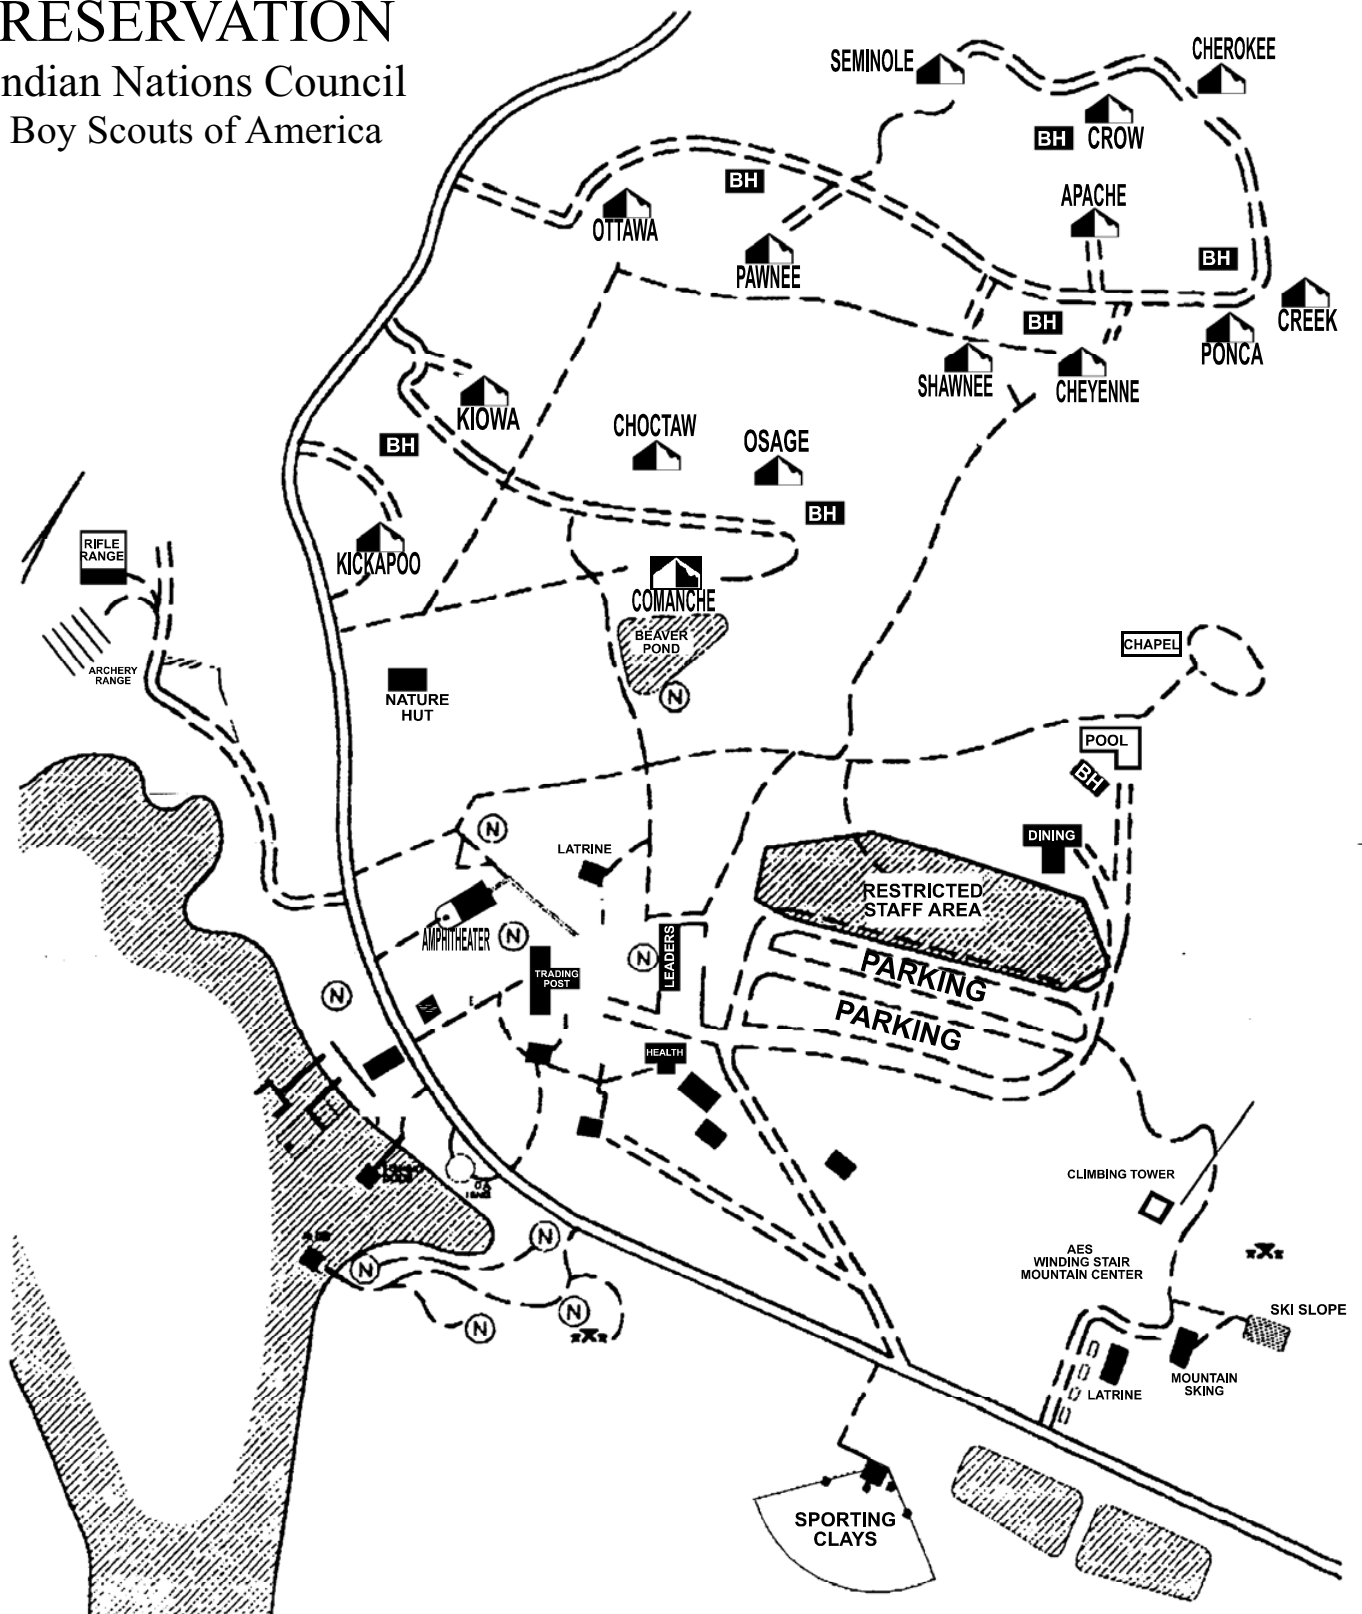 RESERVATION
ndian Nations Council
Boy Scouts of America
SEMINOLE
CHEROKEE
BH
CROW
BH
APACHE
OTTAWA
PAWNEE
BH
CREEK
BH
PONCA
SHAWNEE
CHEYENNE
KIOWA
BH
CHOCTAW
OSAGE
BH
KICKAPOO
COMANCHE
RIFLE
RANGE
ARCHERY
RANGE
BEAVER
POND
N
CHAPEL
NATURE
HUT
POOL
BH
N
LATRINE
DINING
RESTRICTED
STAFF AREA
AMPHITHEATER
N
N
LEADERS
TRADING
POST
PARKING
PARKING
N
HEALTH
CLIMBING TOWER
AES
WINDING STAIR
MOUNTAIN CENTER
N
N
N
N
SKI SLOPE
MOUNTAIN
SKING
LATRINE
SPORTING
CLAYS